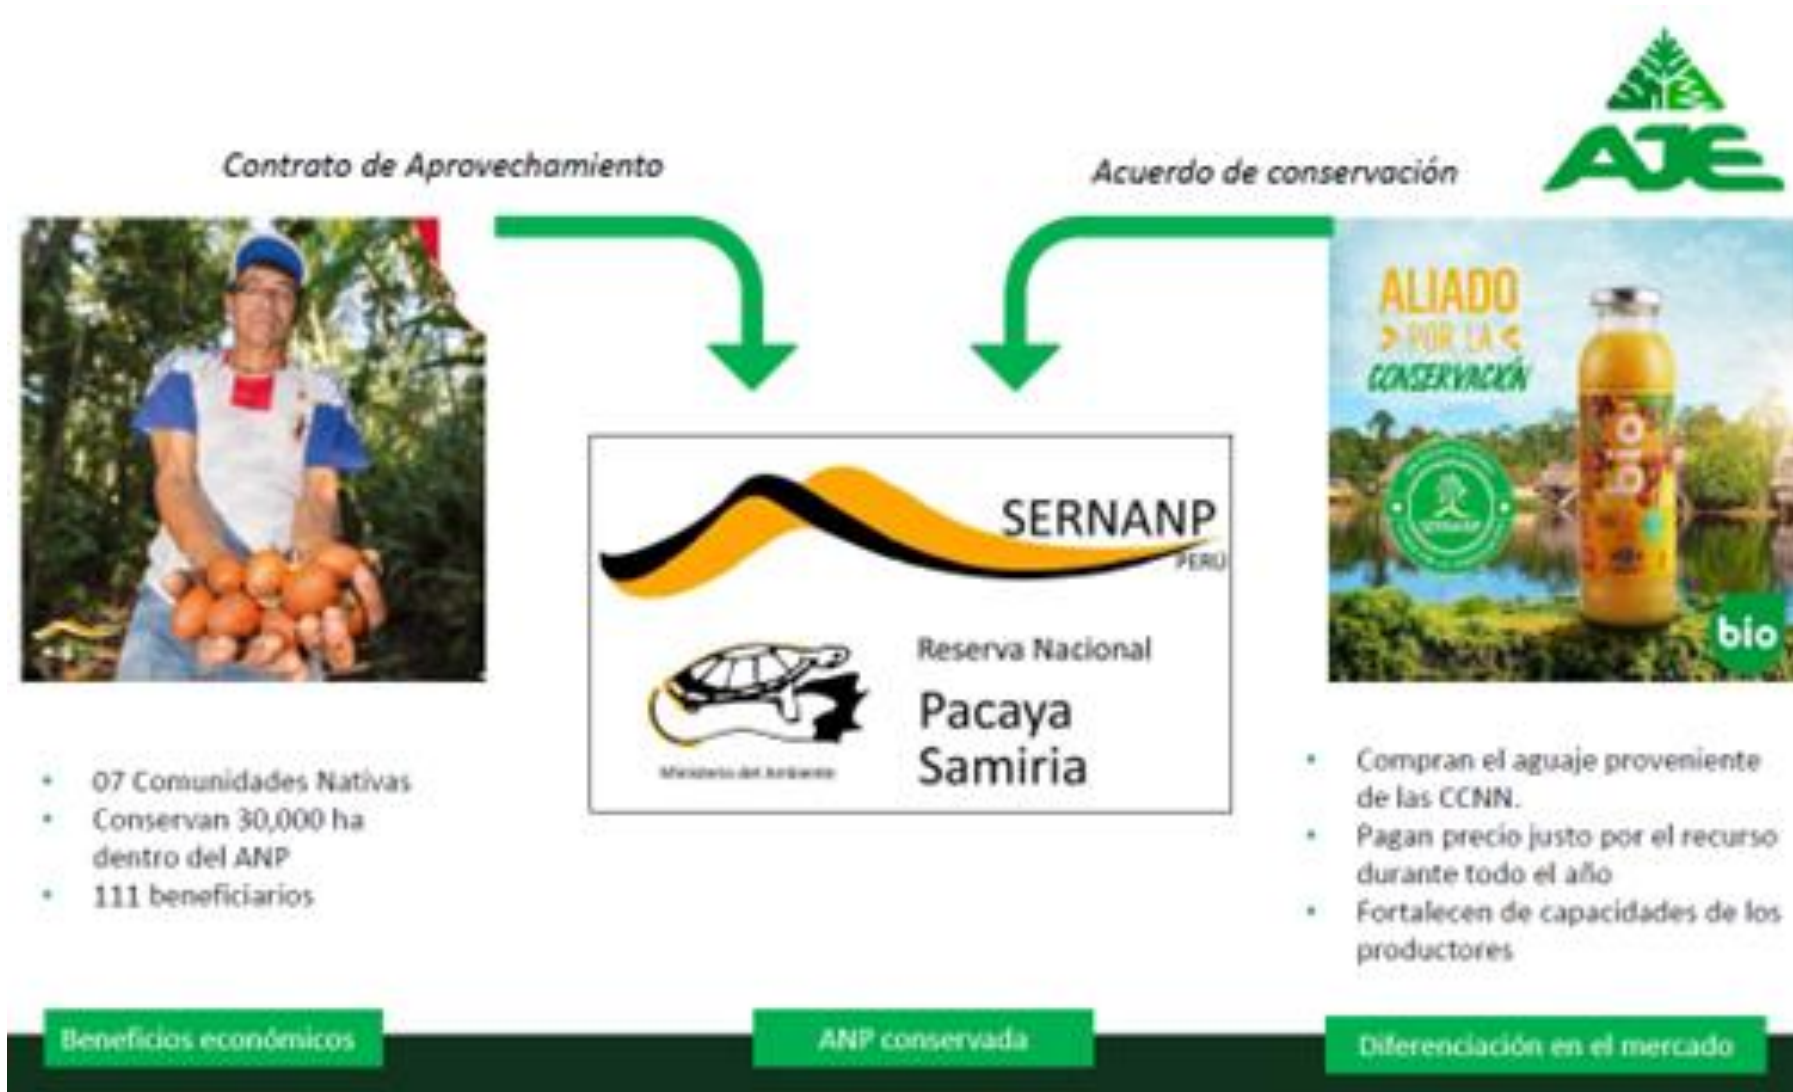 AJE
Contrato de Aprovechamiento
Acuerdo de conservación
ALIADO
POR LA
CONSERVACIÓN
bio
SERNANP
bio
SERNANP
PERÚ
Reserva Nacional
Pacaya
Samiria
Ministerio del Ambiente
• 07 Comunidades Nativas
• Conservan 30,000 ha
dentro del ANP
• 111 beneficiarios
• Compran el aguaje proveniente
de las CCNN.
• Pagan precio justo por el recurso
durante todo el año
• Fortalecen de capacidades de los
productores
Beneficios económicos
ANP conservada
Diferenciación en el mercado